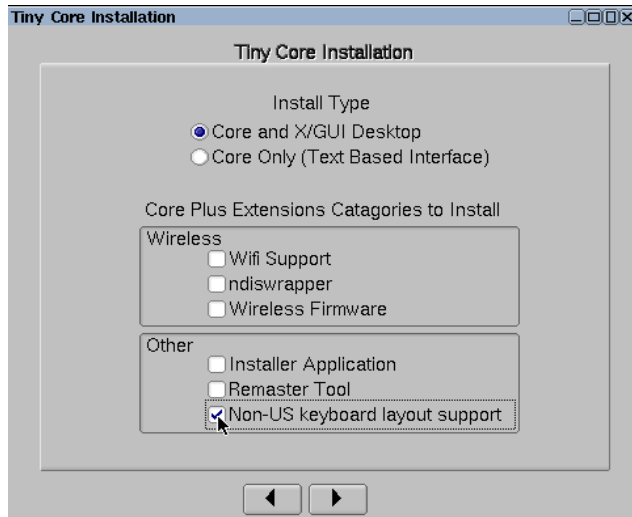 Tiny Core Installation
Tiny Core Installation
Install Type
Core and X/GUI Desktop
Core Only (Text Based Interface)
Core Plus Extensions Catagories to Install
Wireless
Wifi Support
ndiswrapper
Wireless Firmware
Other
Installer Application
Remaster Tool
Non-US keyboard layout support